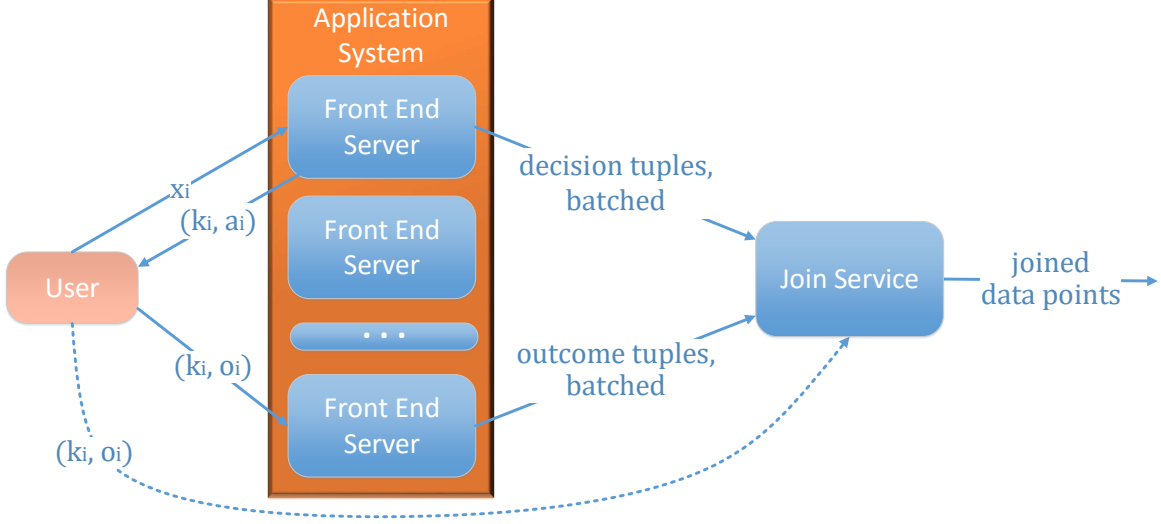 Application
System
Front End
Server
decision tuples,
batched
xi
(ki, ai)
Front End
Server
User
Join Service
joined
data points
...
(ki, oi)
outcome tuples,
batched
Front End
Server
(ki, oi)